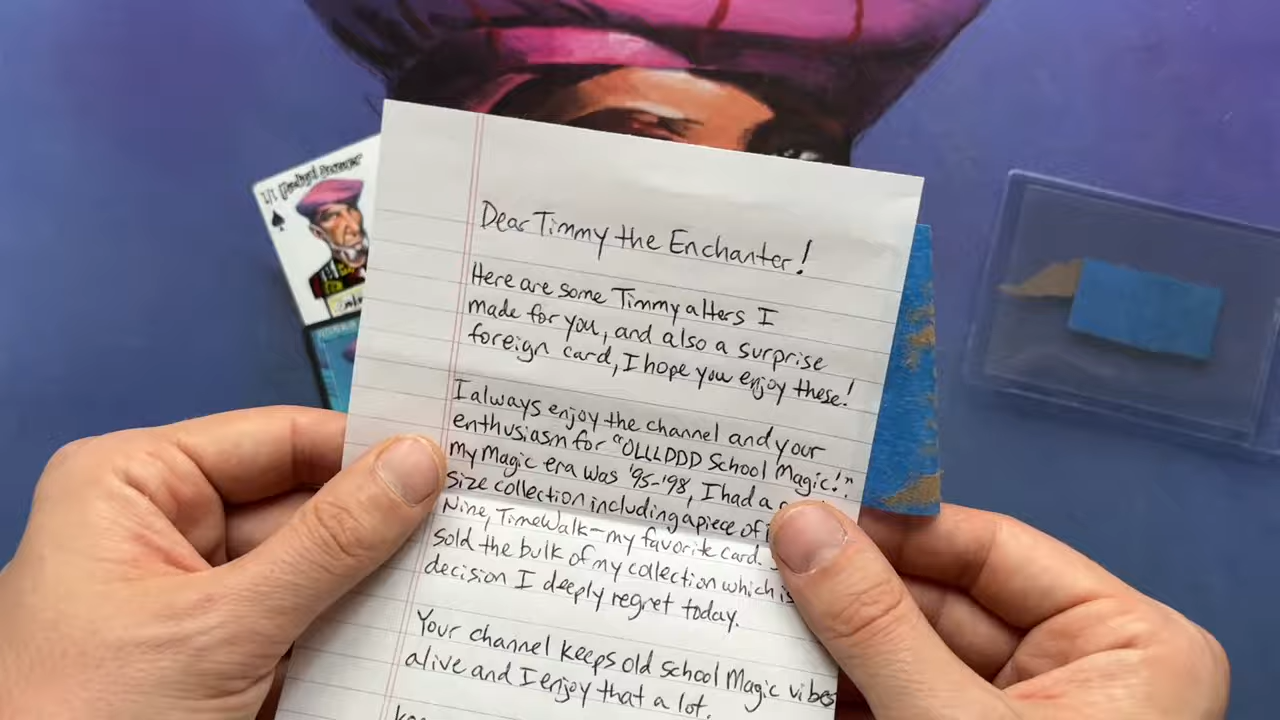 Dear Timmy the Enchanter!
Here are some Timmy alters I
made for you, and also a surprise
foreign card, I hope you enjoy these!
I always enjoy the channel and your
enthusiasm for "OLLLDDD School Magic!".
my Magic era was '95-'98, I had a
size collection including a piece of
Nine, Time Walk-my favorite card.
sold the bulk of my collection which is
decision I deeply regret today.
Your channel keeps old school Magic vibes
alive and I enjoy that a lot.